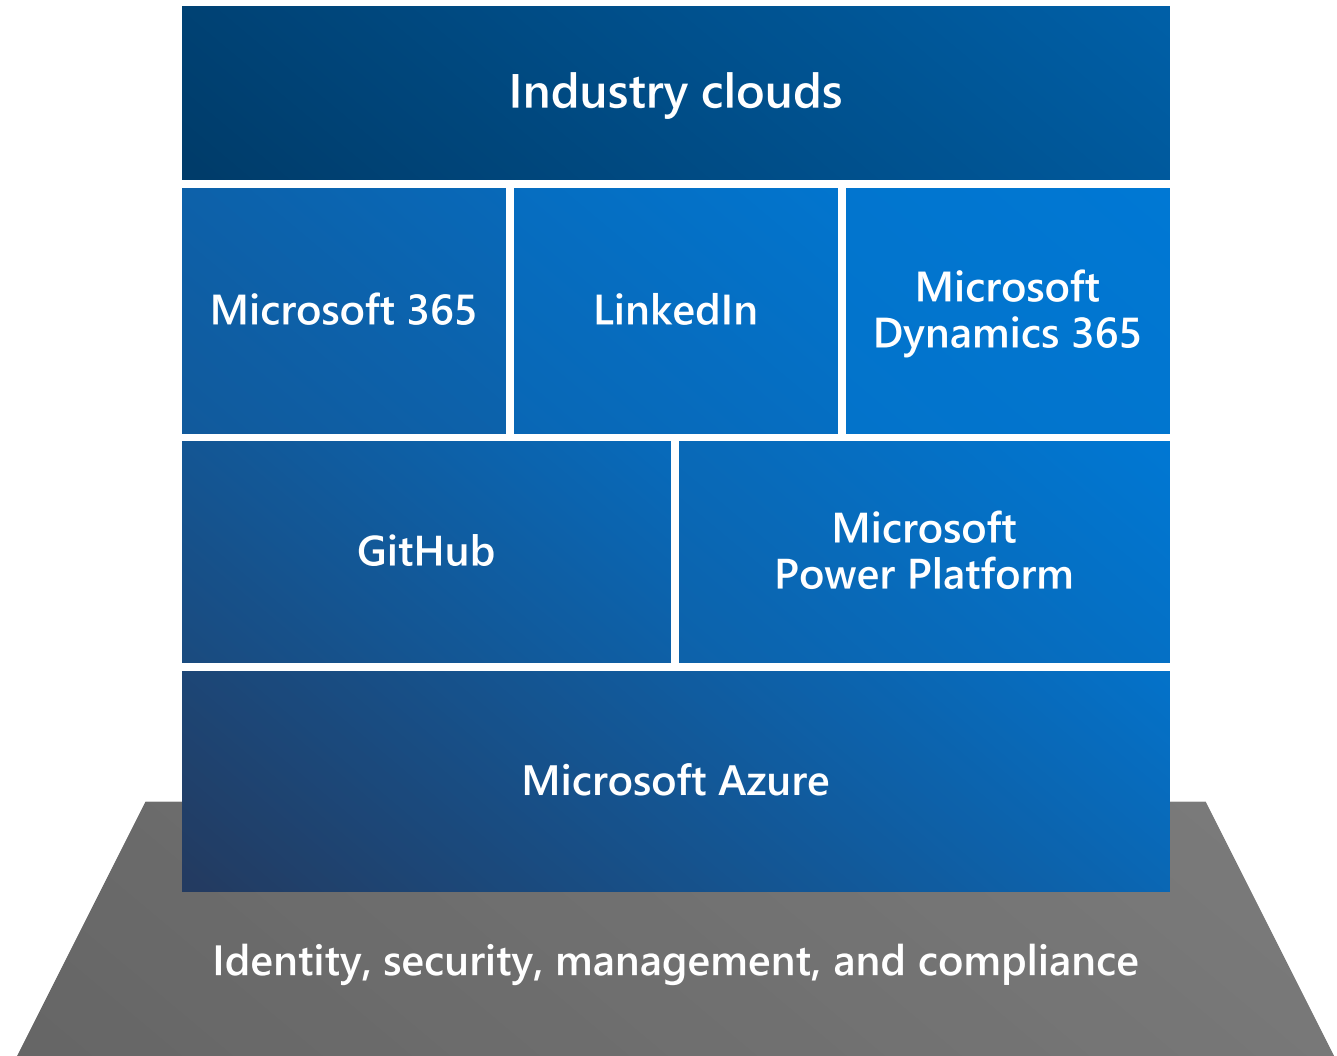 Industry clouds
Microsoft 365
LinkedIn
Microsoft
Dynamics 365
GitHub
Microsoft
Power Platform
Microsoft Azure
Identity, security, management, and compliance